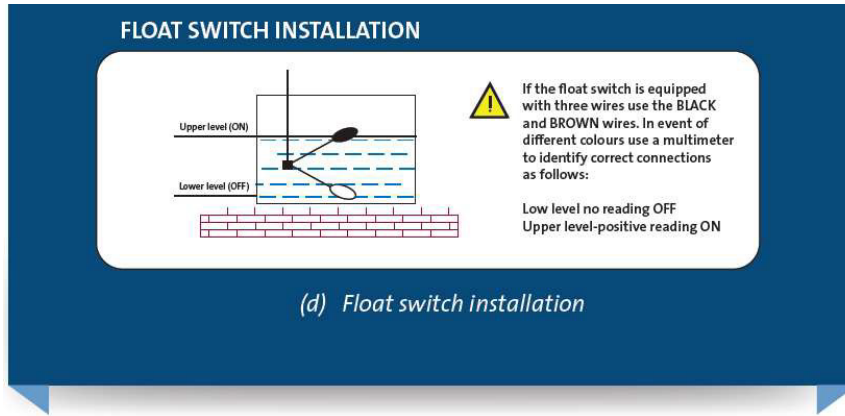 FLOAT SWITCH INSTALLATION
Upper level (ON)
Lower level (OFF)
!
If the float switch is equipped
with three wires use the BLACK
and BROWN wires. In event of
different colours use a multimeter
to identify correct connections
as follows:
Low level no reading OFF
Upper level-positive reading ON
(d) Float switch installation